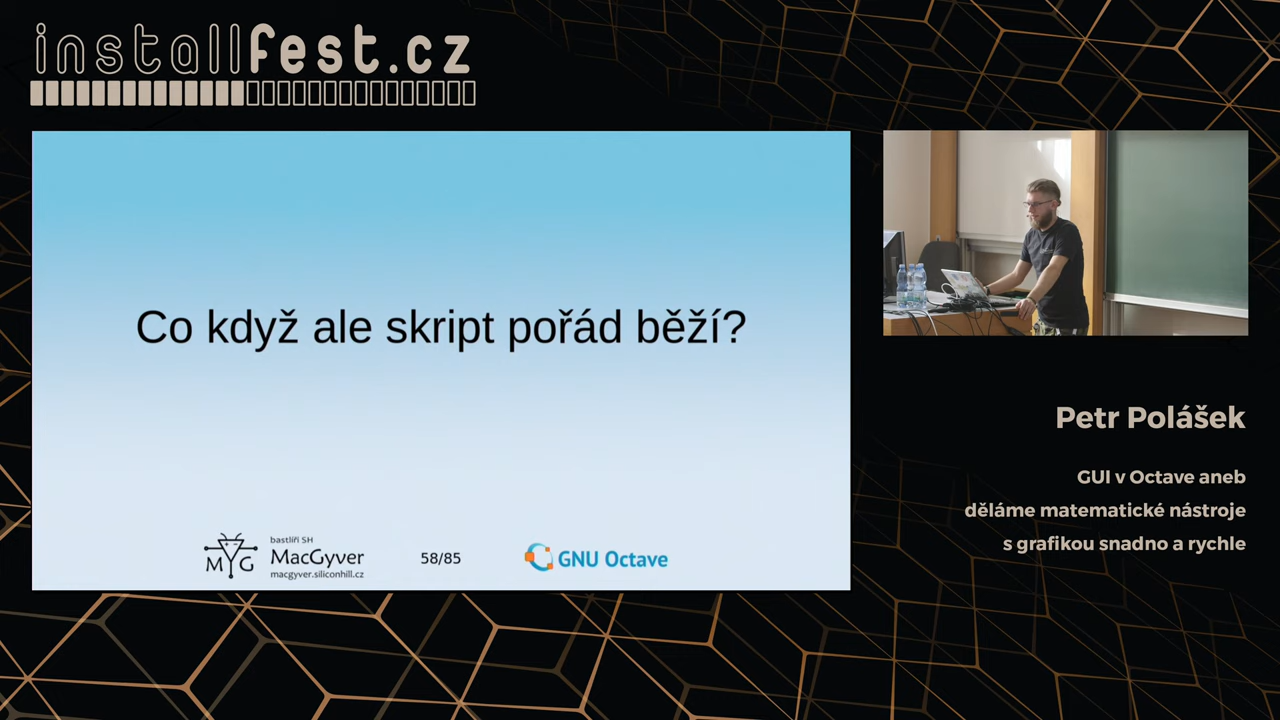 installfest.cz
Co když ale skript pořád běží?
bastlíři SH
MYG
MacGyver
macgyver.siliconhill.cz
58/85
GNU Octave
Petr Polášek
GUI v Octave aneb
děláme matematické nástroje
s grafikou snadno a rychle